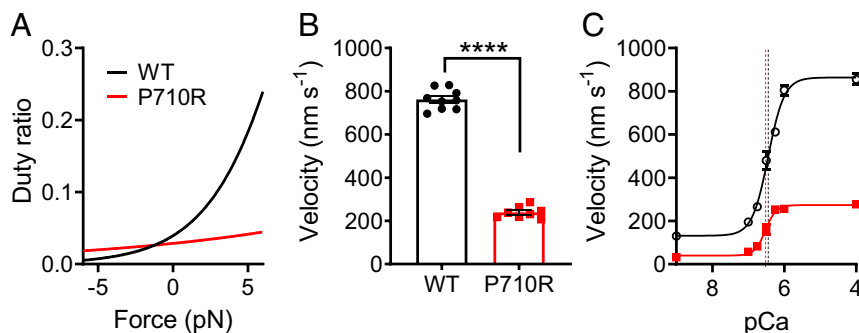 A
Duty ratio
0.3
0.2
0.1
0.0
WT
P710R
-5
0
5
Force (pN)
B
Velocity (nm s⁻¹)
1000
800
600
400
200
0
****
WT
P710R
C
Velocity (nm s⁻¹)
1000
800
600
400
200
0
8
6
4
pCa